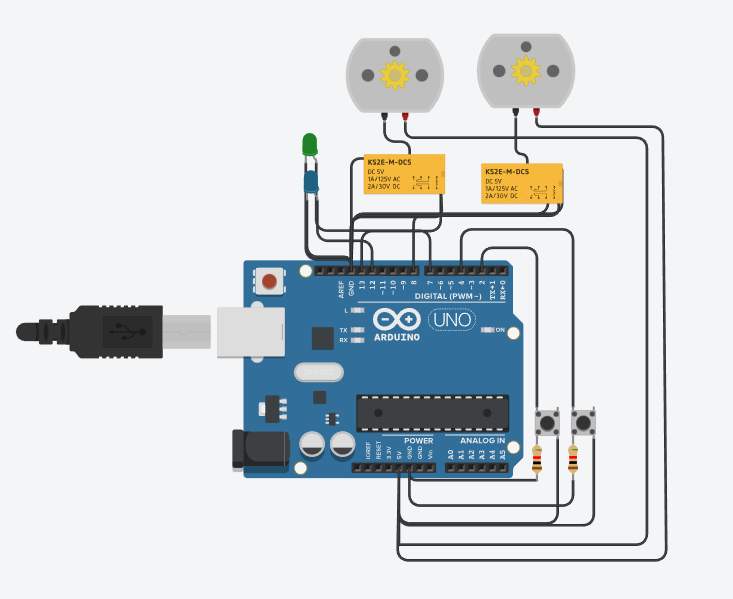 KS2E-M-DC5
DC 5V
1A/125V AC
2A/30V DC
KS2E-M-DC5
DC 5V
1A/125V AC
2A/30V DC
AREF
GND
13
12
~11
~10
~9
8
7
~6
~5
4
~3
2
TX→1
RX←0
DIGITAL (PWM~)
L
TX
RX
UNO
ON
ARDUINO
POWER
ANALOG IN
IOREF
RESET
3.3V
5V
GND
GND
Vin
A0
A1
A2
A3
A4
A5